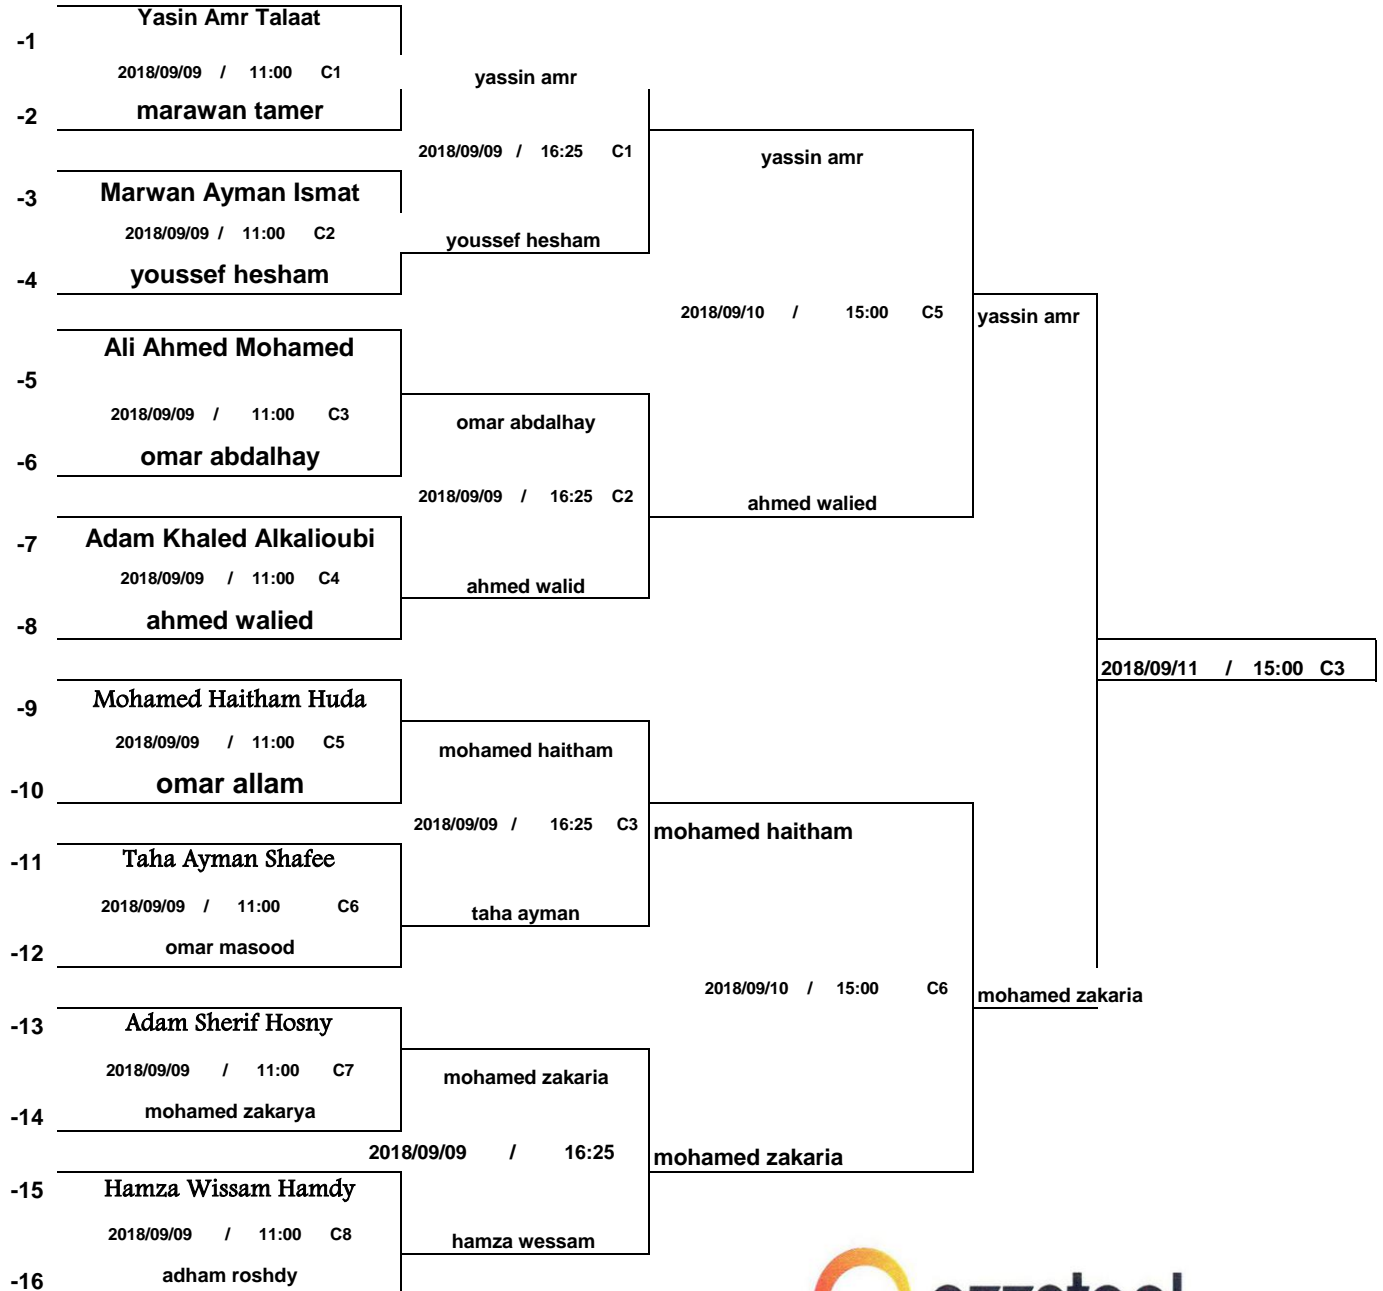 Yasin Amr Talaat
-1
2018/09/09 / 11:00 C1
yassin amr
-2
marawan tamer
2018/09/09 / 16:25 C1
yassin amr
-3
Marwan Ayman Ismat
2018/09/09 / 11:00 C2
youssef hesham
-4
youssef hesham
2018/09/10 / 15:00 C5
yassin amr
Ali Ahmed Mohamed
-5
2018/09/09 / 11:00 C3
omar abdalhay
-6
omar abdalhay
2018/09/09 / 16:25 C2
ahmed walied
-7
Adam Khaled Alkalioubi
2018/09/09 / 11:00 C4
ahmed walid
-8
ahmed walied
2018/09/11 / 15:00 C3
-9
Mohamed Haitham Huda
2018/09/09 / 11:00 C5
mohamed haitham
-10
omar allam
2018/09/09 / 16:25 C3
mohamed haitham
-11
Taha Ayman Shafee
2018/09/09 / 11:00 C6
taha ayman
-12
omar masood
2018/09/10 / 15:00 C6
mohamed zakaria
-13
Adam Sherif Hosny
2018/09/09 / 11:00 C7
mohamed zakaria
-14
mohamed zakarya
2018/09/09 / 16:25
mohamed zakaria
-15
Hamza Wissam Hamdy
2018/09/09 / 11:00 C8
hamza wessam
-16
adham roshdy